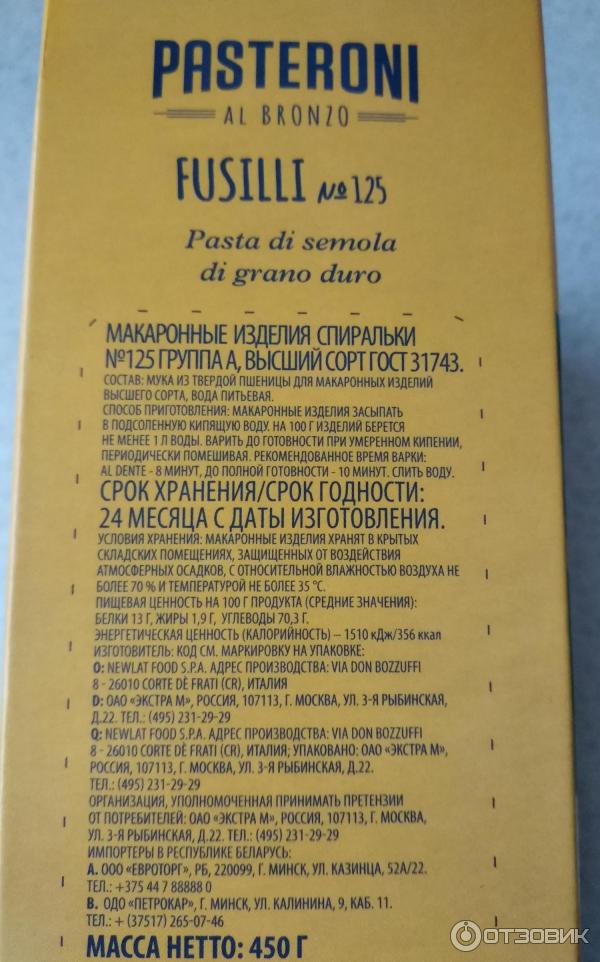 PASTERONI
AL BRONZO
FUSILLI № 125
Pasta di semola
di grano duro
МАКАРОННЫЕ ИЗДЕЛИЯ СПИРАЛЬКИ
№125 ГРУППА А, ВЫСШИЙ СОРТ ГОСТ 31743.
СОСТАВ: МУКА ИЗ ТВЕРДОЙ ПШЕНИЦЫ ДЛЯ МАКАРОННЫХ ИЗДЕЛИЙ
ВЫСШЕГО СОРТА, ВОДА ПИТЬЕВАЯ.
СПОСОБ ПРИГОТОВЛЕНИЯ: МАКАРОННЫЕ ИЗДЕЛИЯ ЗАСЫПАТЬ
В ПОДСОЛЕННУЮ КИПЯЩУЮ ВОДУ. НА 100 Г ИЗДЕЛИЙ БЕРЕТСЯ
НЕ МЕНЕЕ 1 Л ВОДЫ. ВАРИТЬ ДО ГОТОВНОСТИ ПРИ УМЕРЕННОМ КИПЕНИИ,
ПЕРИОДИЧЕСКИ ПОМЕШИВАЯ. РЕКОМЕНДОВАННОЕ ВРЕМЯ ВАРКИ:
AL DENTE - 8 МИНУТ, ДО ПОЛНОЙ ГОТОВНОСТИ - 10 МИНУТ. СЛИТЬ ВОДУ.
СРОК ХРАНЕНИЯ/СРОК ГОДНОСТИ:
24 МЕСЯЦА С ДАТЫ ИЗГОТОВЛЕНИЯ.
УСЛОВИЯ ХРАНЕНИЯ: МАКАРОННЫЕ ИЗДЕЛИЯ ХРАНЯТ В КРЫТЫХ
СКЛАДСКИХ ПОМЕЩЕНИЯХ, ЗАЩИЩЕННЫХ ОТ ВОЗДЕЙСТВИЯ
АТМОСФЕРНЫХ ОСАДКОВ, С ОТНОСИТЕЛЬНОЙ ВЛАЖНОСТЬЮ ВОЗДУХА НЕ
БОЛЕЕ 70 % И ТЕМПЕРАТУРОЙ НЕ БОЛЕЕ 35 °С.
ПИЩЕВАЯ ЦЕННОСТЬ НА 100 Г ПРОДУКТА (СРЕДНИЕ ЗНАЧЕНИЯ):
БЕЛКИ 13 Г, ЖИРЫ 1,9 Г, УГЛЕВОДЫ 70,3 Г.
ЭНЕРГЕТИЧЕСКАЯ ЦЕННОСТЬ (КАЛОРИЙНОСТЬ) – 1510 кДж/356 ккал
ИЗГОТОВИТЕЛЬ: КОД СМ. МАРКИРОВКУ НА УПАКОВКЕ:
O: NEWLAT FOOD S.P.A. АДРЕС ПРОИЗВОДСТВА: VIA DON BOZZUFFI
8 - 26010 CORTE DÈ FRATI (CR), ИТАЛИЯ
D: ОАО «ЭКСТРА М», РОССИЯ, 107113, Г. МОСКВА, УЛ. 3-Я РЫБИНСКАЯ,
Д.22. ТЕЛ.: (495) 231-29-29
Q: NEWLAT FOOD S.P.A. АДРЕС ПРОИЗВОДСТВА: VIA DON BOZZUFFI
8 - 26010 CORTE DÈ FRATI (CR), ИТАЛИЯ; УПАКОВАНО: ОАО «ЭКСТРА М»,
РОССИЯ, 107113, Г. МОСКВА, УЛ. 3-Я РЫБИНСКАЯ, Д.22.
ТЕЛ.: (495) 231-29-29
ОРГАНИЗАЦИЯ, УПОЛНОМОЧЕННАЯ ПРИНИМАТЬ ПРЕТЕНЗИИ
ОТ ПОТРЕБИТЕЛЕЙ: ОАО «ЭКСТРА М», РОССИЯ, 107113, Г. МОСКВА,
УЛ. 3-Я РЫБИНСКАЯ, Д.22. ТЕЛ.: (495) 231-29-29
ИМПОРТЕРЫ В РЕСПУБЛИКЕ БЕЛАРУСЬ:
А. ООО «ЕВРОТОРГ», РБ, 220099, Г. МИНСК, УЛ. КАЗИНЦА, 52А/22.
ТЕЛ.: +375 44 7 88888 0
В. ОДО «ПЕТРОКАР», Г. МИНСК, УЛ. КАЛИНИНА, 9, КАБ. 11.
ТЕЛ.: + (37517) 265-07-46
МАССА НЕТТО: 450 Г
ОТЗОВИК